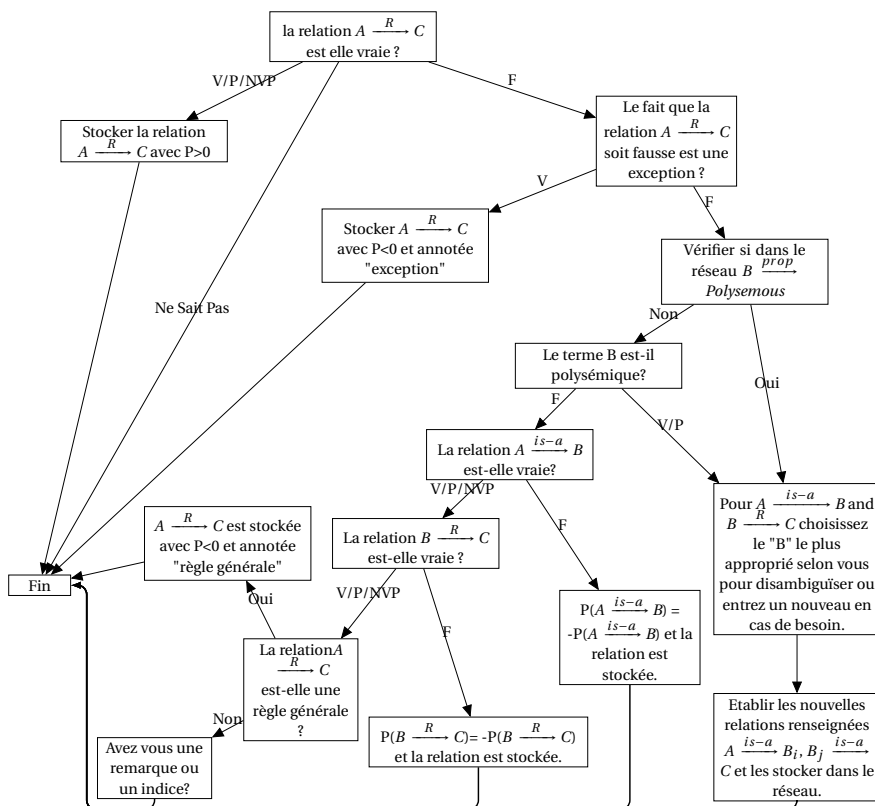 la relation A —R→ C
est elle vraie ?
V/P/NVP
F
Le fait que la
relation A —R→ C
soit fausse est une
exception ?
Stocker la relation
A —R→ C avec P>0
V
F
Stocker A —R→ C
avec P<0 et annotée
"exception"
Vérifier si dans le
réseau B —prop→
Polysemous
Ne Sait Pas
Non
Le terme B est-il
polysémique?
Oui
F
V/P
La relation A —is−a→ B
est-elle vraie?
V/P/NVP
F
Pour A —is−a→ B and
B —R→ C choisissez
le "B" le plus
approprié selon vous
pour disambiguïser ou
entrez un nouveau en
cas de besoin.
A —R→ C est stockée
avec P<0 et annotée
"règle générale"
La relation B —R→ C
est-elle vraie ?
Fin
Oui
V/P/NVP
F
P(A —is−a→ B) =
-P(A —is−a→ B) et la
relation est
stockée.
La relationA
—R→ C
est-elle une
règle générale
?
Non
Avez vous une
remarque ou
un indice?
P(B —R→ C)= -P(B —R→ C)
et la relation est stockée.
Etablir les nouvelles
relations renseignées
A —is−a→ Bi, Bj —is−a→
C et les stocker dans le
réseau.